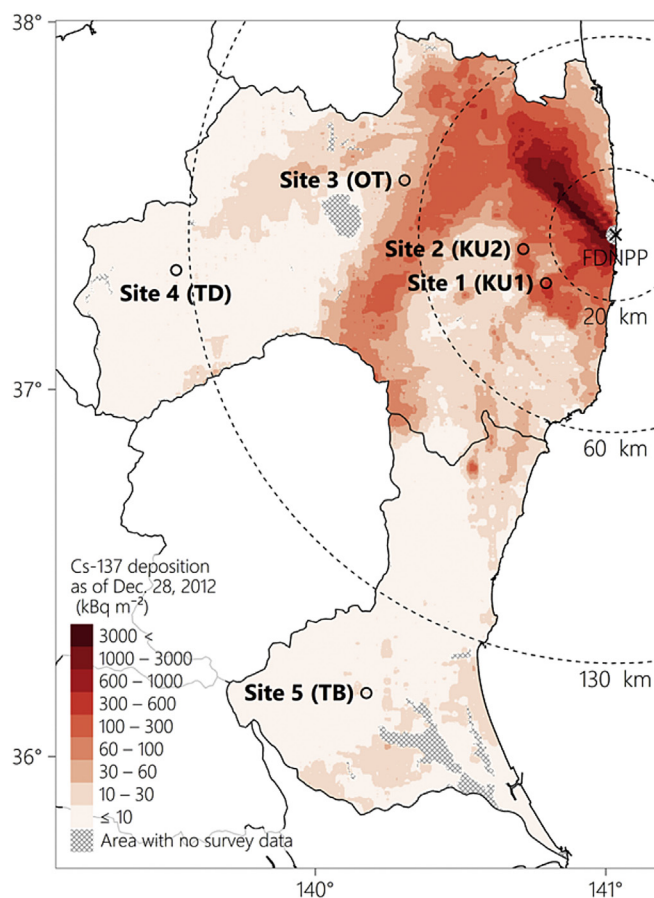 38°
Site 3 (OT)
Site 2 (KU2)
FDNPP
Site 1 (KU1)
Site 4 (TD)
20 km
37°
60 km
Cs-137 deposition
as of Dec. 28, 2012
(kBq m⁻²)
3000 <
1000 – 3000
600 – 1000
300 – 600
100 – 300
60 – 100
30 – 60
10 – 30
≤ 10
Area with no survey data
130 km
Site 5 (TB)
36°
140°
141°